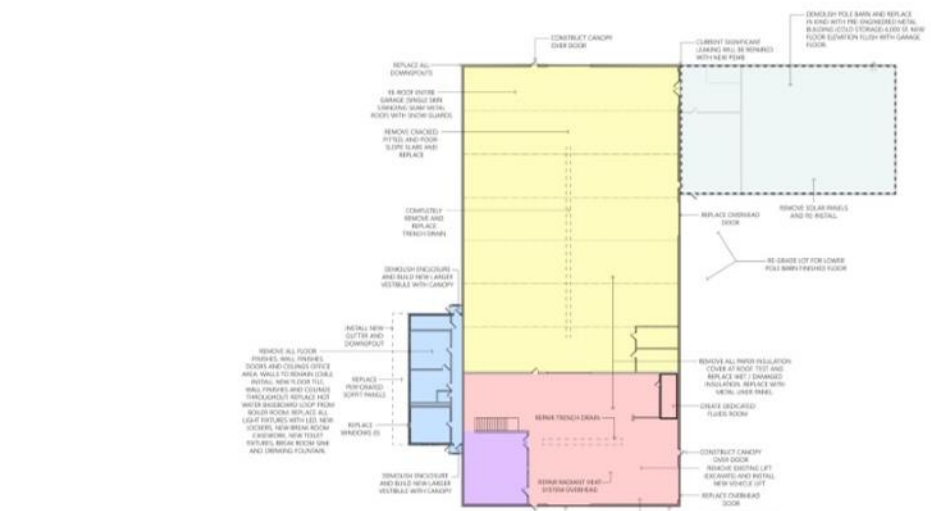 DEMOLISH POLE BARN AND REPLACE
IN KIND WITH PRE-ENGINEERED METAL
BUILDING (COLD STORAGE) 6,000 SF. NEW
FLOOR ELEVATION FLUSH WITH GARAGE
FLOOR.
CONSTRUCT CANOPY
OVER DOOR
CURRENT SIGNIFICANT
LEAKING WILL BE REPAIRED
WITH NEW PEMB
REPLACE ALL
DOWNSPOUTS
RE-ROOF ENTIRE
GARAGE (SINGLE SKIN
STANDING SEAM METAL
ROOF) WITH SNOW GUARDS
REMOVE CRACKED,
PITTED, AND POOR
SLOPE SLABS AND
REPLACE
COMPLETELY
REMOVE AND
REPLACE
TRENCH DRAIN
REPLACE OVERHEAD
DOOR
REMOVE SOLAR PANELS
AND RE-INSTALL
RE-GRADE LOT FOR LOWER
POLE BARN FINISHED FLOOR
DEMOLISH ENCLOSURE
AND BUILD NEW LARGER
VESTIBULE WITH CANOPY
INSTALL NEW
GUTTER AND
DOWNSPOUT
REMOVE ALL FLOOR
FINISHES, WALL FINISHES,
DOORS AND CEILINGS OFFICE
AREA. WALLS TO REMAIN (CMU).
INSTALL NEW FLOOR TILE,
WALL FINISHES AND CEILINGS
THROUGHOUT. REPLACE HOT
WATER BASEBOARD LOOP FROM
BOILER ROOM. REPLACE ALL
LIGHT FIXTURES WITH LED. NEW
LOCKERS, NEW BREAK ROOM
CASEWORK, NEW TOILET
FIXTURES, BREAK ROOM SINK
AND DRINKING FOUNTAIN.
REPLACE
PERFORATED
SOFFIT PANELS
REPLACE
WINDOWS
REMOVE ALL PAPER INSULATION
COVER AT ROOF TEST AND
REPLACE WET / DAMAGED
INSULATION. REPLACE WITH
METAL LINER PANEL
CREATE DEDICATED
FLUIDS ROOM
REPAIR TRENCH DRAIN
CONSTRUCT CANOPY
OVER DOOR
REMOVE EXISTING LIFT
(EXCAVATE) AND INSTALL
NEW VEHICLE LIFT
REPAIR RADIANT HEAT
SYSTEM OVERHEAD
DEMOLISH ENCLOSURE
AND BUILD NEW LARGER
VESTIBULE WITH CANOPY
REPLACE OVERHEAD
DOOR